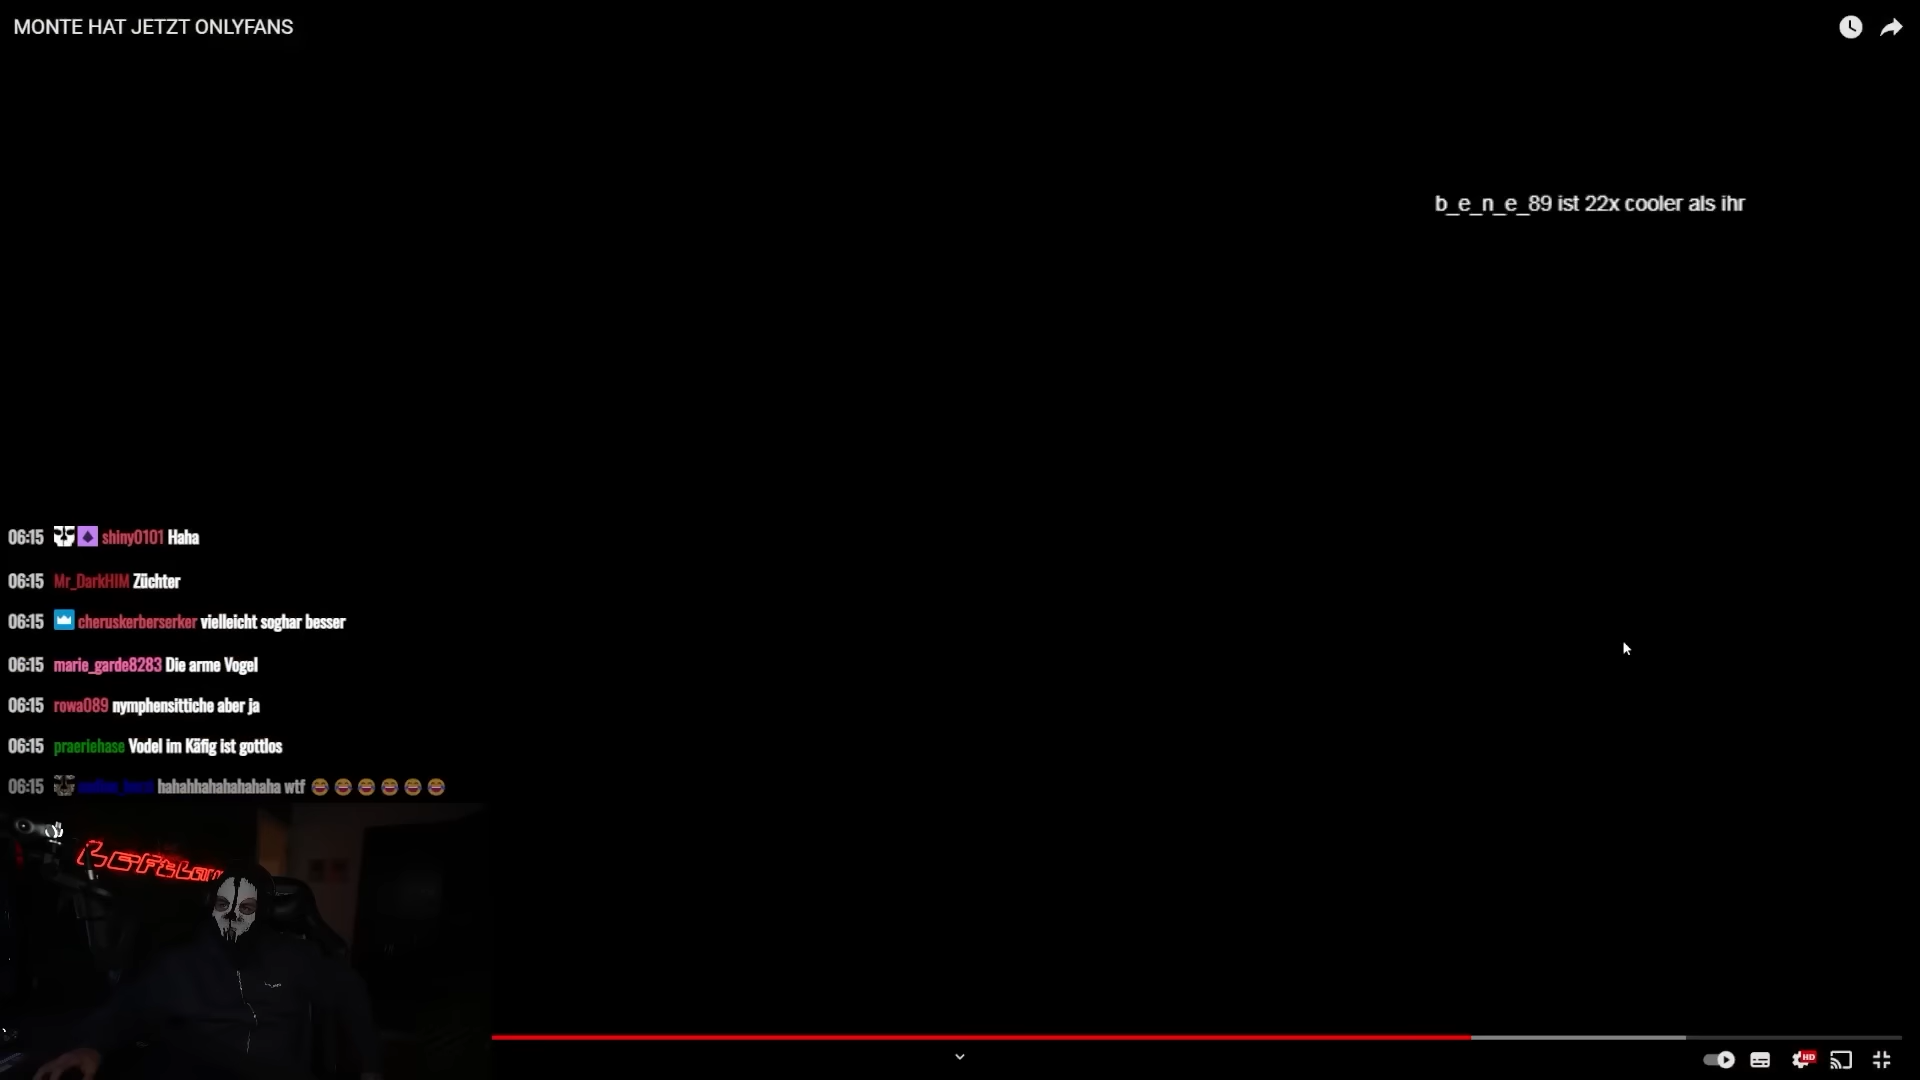 MONTE HAT JETZT ONLYFANS
b_e_n_e_89 ist 22x cooler als ihr
06:15 shiny0101 Haha
06:15 Mr_DarkHIM Züchter
06:15 cheruskerberserker vielleicht soghar besser
06:15 marie_garde8283 Die arme Vogel
06:15 rowa089 nymphensittiche aber ja
06:15 praeriehase Vodel im Käfig ist gottlos
06:15 hahahhahahahahaha wtf 😂😂😂😂😂😂
HD